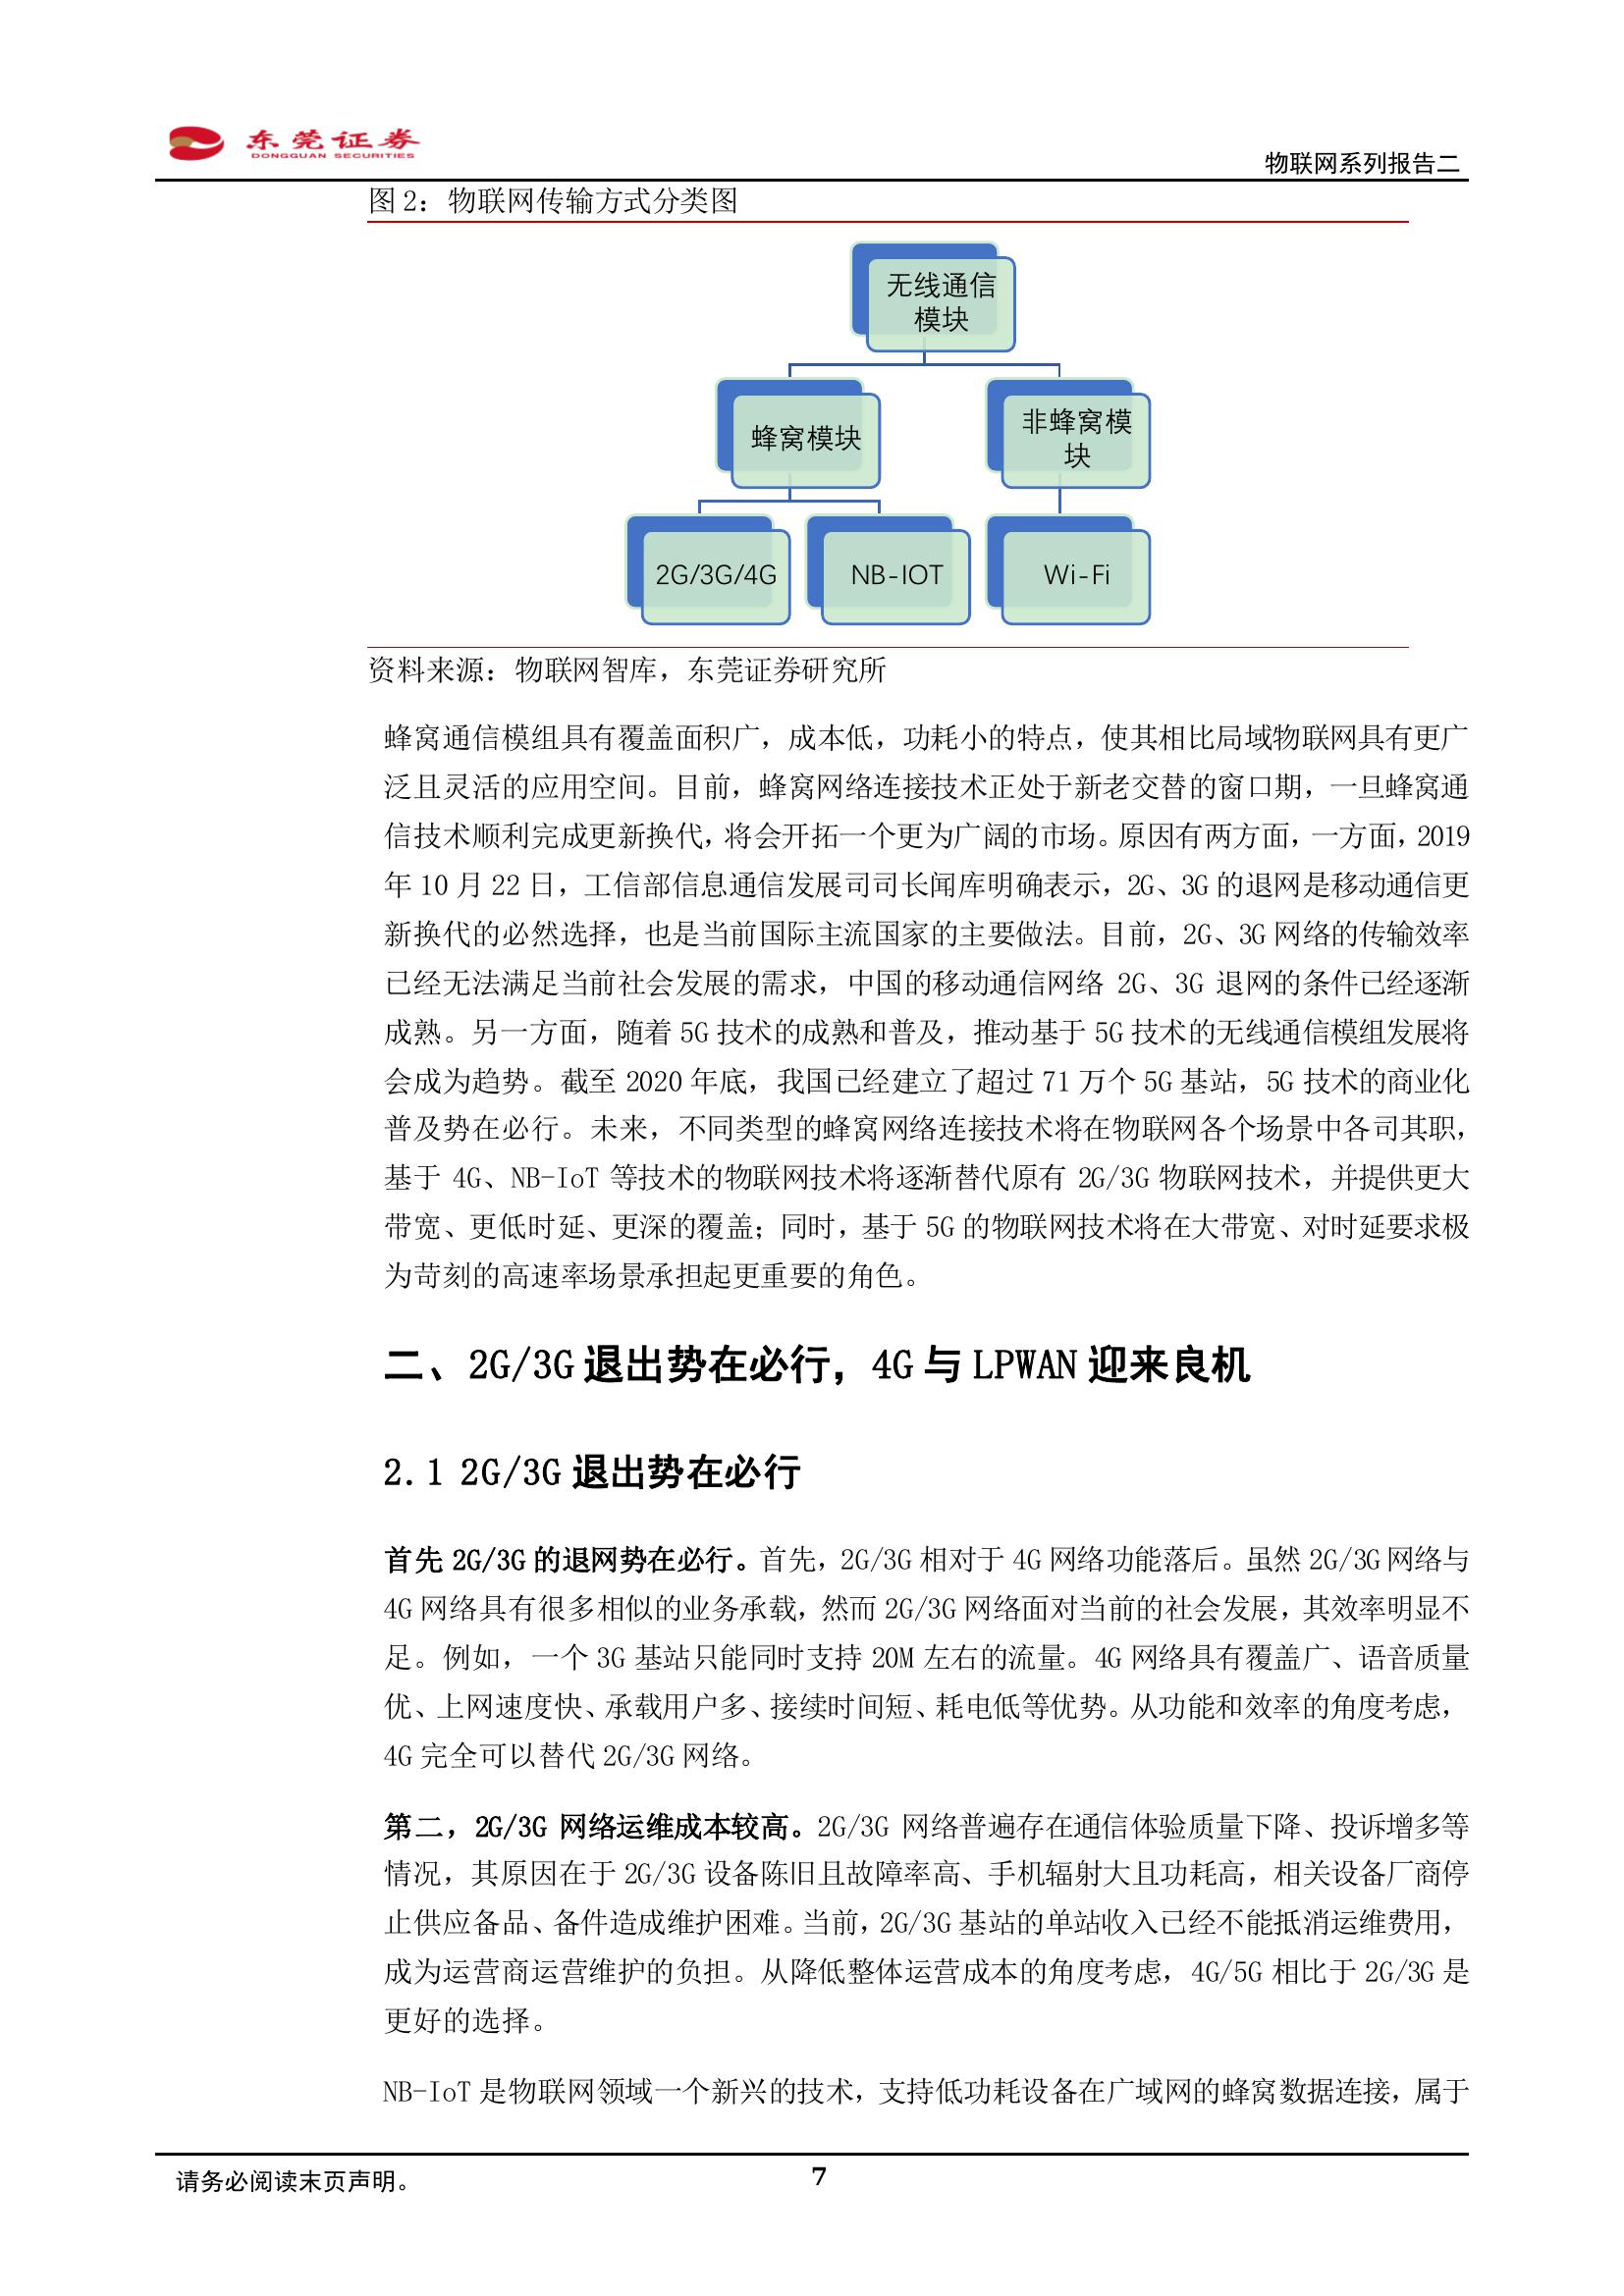 东莞证券
DONGGUAN SECURITIES
物联网系列报告二
图 2：物联网传输方式分类图
无线通信
模块
蜂窝模块
非蜂窝模
块
2G/3G/4G
NB-IOT
Wi-Fi
资料来源：物联网智库，东莞证券研究所
蜂窝通信模组具有覆盖面积广，成本低，功耗小的特点，使其相比局域物联网具有更广
泛且灵活的应用空间。目前，蜂窝网络连接技术正处于新老交替的窗口期，一旦蜂窝通
信技术顺利完成更新换代，将会开拓一个更为广阔的市场。原因有两方面，一方面，2019
年 10 月 22 日，工信部信息通信发展司司长闻库明确表示，2G、3G 的退网是移动通信更
新换代的必然选择，也是当前国际主流国家的主要做法。目前，2G、3G 网络的传输效率
已经无法满足当前社会发展的需求，中国的移动通信网络 2G、3G 退网的条件已经逐渐
成熟。另一方面，随着 5G 技术的成熟和普及，推动基于 5G 技术的无线通信模组发展将
会成为趋势。截至 2020 年底，我国已经建立了超过 71 万个 5G 基站，5G 技术的商业化
普及势在必行。未来，不同类型的蜂窝网络连接技术将在物联网各个场景中各司其职，
基于 4G、NB-IoT 等技术的物联网技术将逐渐替代原有 2G/3G 物联网技术，并提供更大
带宽、更低时延、更深的覆盖；同时，基于 5G 的物联网技术将在大带宽、对时延要求极
为苛刻的高速率场景承担起更重要的角色。
二、2G/3G 退出势在必行，4G 与 LPWAN 迎来良机
2.1 2G/3G 退出势在必行
首先 2G/3G 的退网势在必行。首先，2G/3G 相对于 4G 网络功能落后。虽然 2G/3G 网络与
4G 网络具有很多相似的业务承载，然而 2G/3G 网络面对当前的社会发展，其效率明显不
足。例如，一个 3G 基站只能同时支持 20M 左右的流量。4G 网络具有覆盖广、语音质量
优、上网速度快、承载用户多、接续时间短、耗电低等优势。从功能和效率的角度考虑，
4G 完全可以替代 2G/3G 网络。
第二，2G/3G 网络运维成本较高。2G/3G 网络普遍存在通信体验质量下降、投诉增多等
情况，其原因在于 2G/3G 设备陈旧且故障率高、手机辐射大且功耗高，相关设备厂商停
止供应备品、备件造成维护困难。当前，2G/3G 基站的单站收入已经不能抵消运维费用，
成为运营商运营维护的负担。从降低整体运营成本的角度考虑，4G/5G 相比于 2G/3G 是
更好的选择。
NB-IoT 是物联网领域一个新兴的技术，支持低功耗设备在广域网的蜂窝数据连接，属于
请务必阅读末页声明。
7